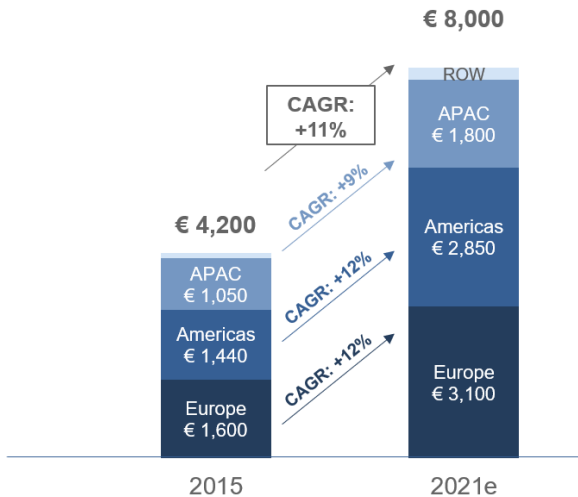 € 8,000
ROW
CAGR:
+11%
APAC
€ 1,800
CAGR: +9%
€ 4,200
Americas
€ 2,850
APAC
€ 1,050
CAGR: +12%
Americas
€ 1,440
Europe
€ 3,100
CAGR: +12%
Europe
€ 1,600
2015
2021e